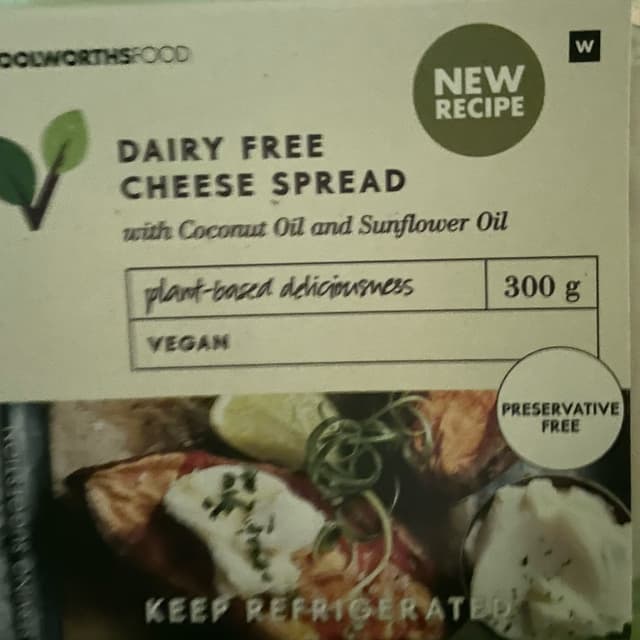 OOLWORTHSFOOD
W
NEW
RECIPE
DAIRY FREE
CHEESE SPREAD
with Coconut Oil and Sunflower Oil
plant-based deliciousness
300 g
VEGAN
PRESERVATIVE
FREE
KEEP REFRIGERATED